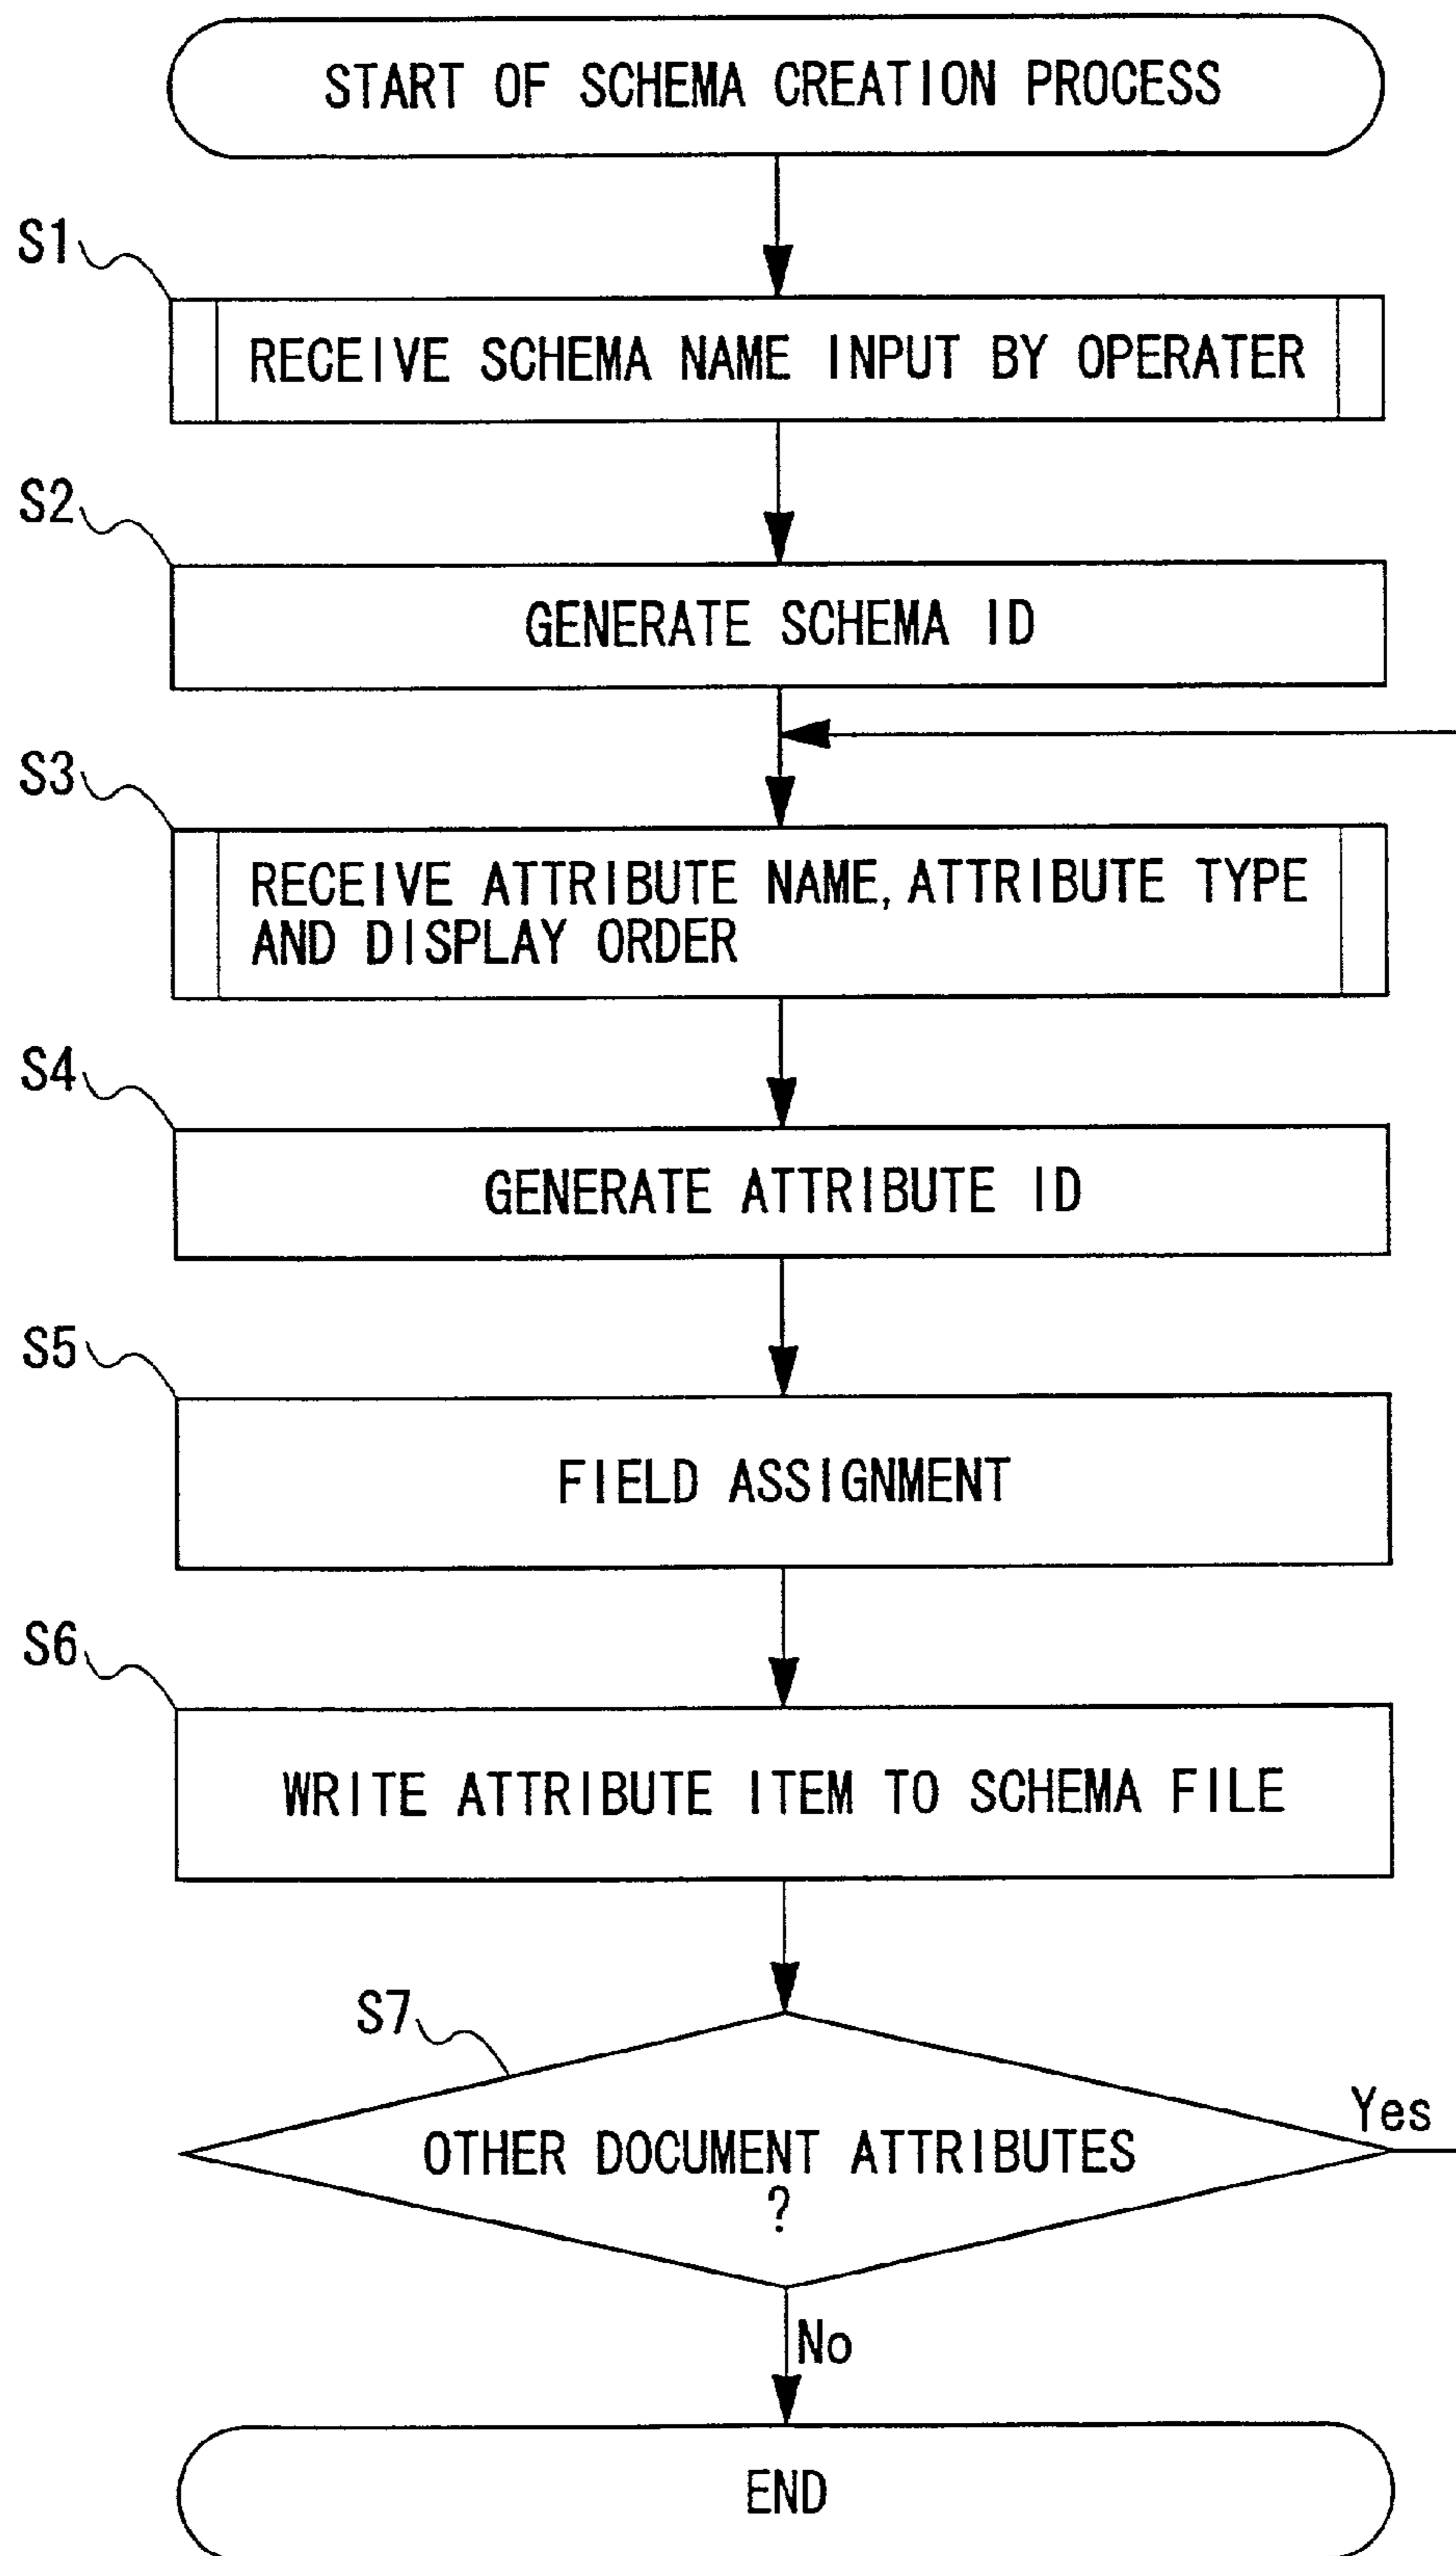 START OF SCHEMA CREATION PROCESS
S1
RECEIVE SCHEMA NAME INPUT BY OPERATER
S2
GENERATE SCHEMA ID
S3
RECEIVE ATTRIBUTE NAME, ATTRIBUTE TYPE
AND DISPLAY ORDER
S4
GENERATE ATTRIBUTE ID
S5
FIELD ASSIGNMENT
S6
WRITE ATTRIBUTE ITEM TO SCHEMA FILE
S7
OTHER DOCUMENT ATTRIBUTES
?
Yes
No
END